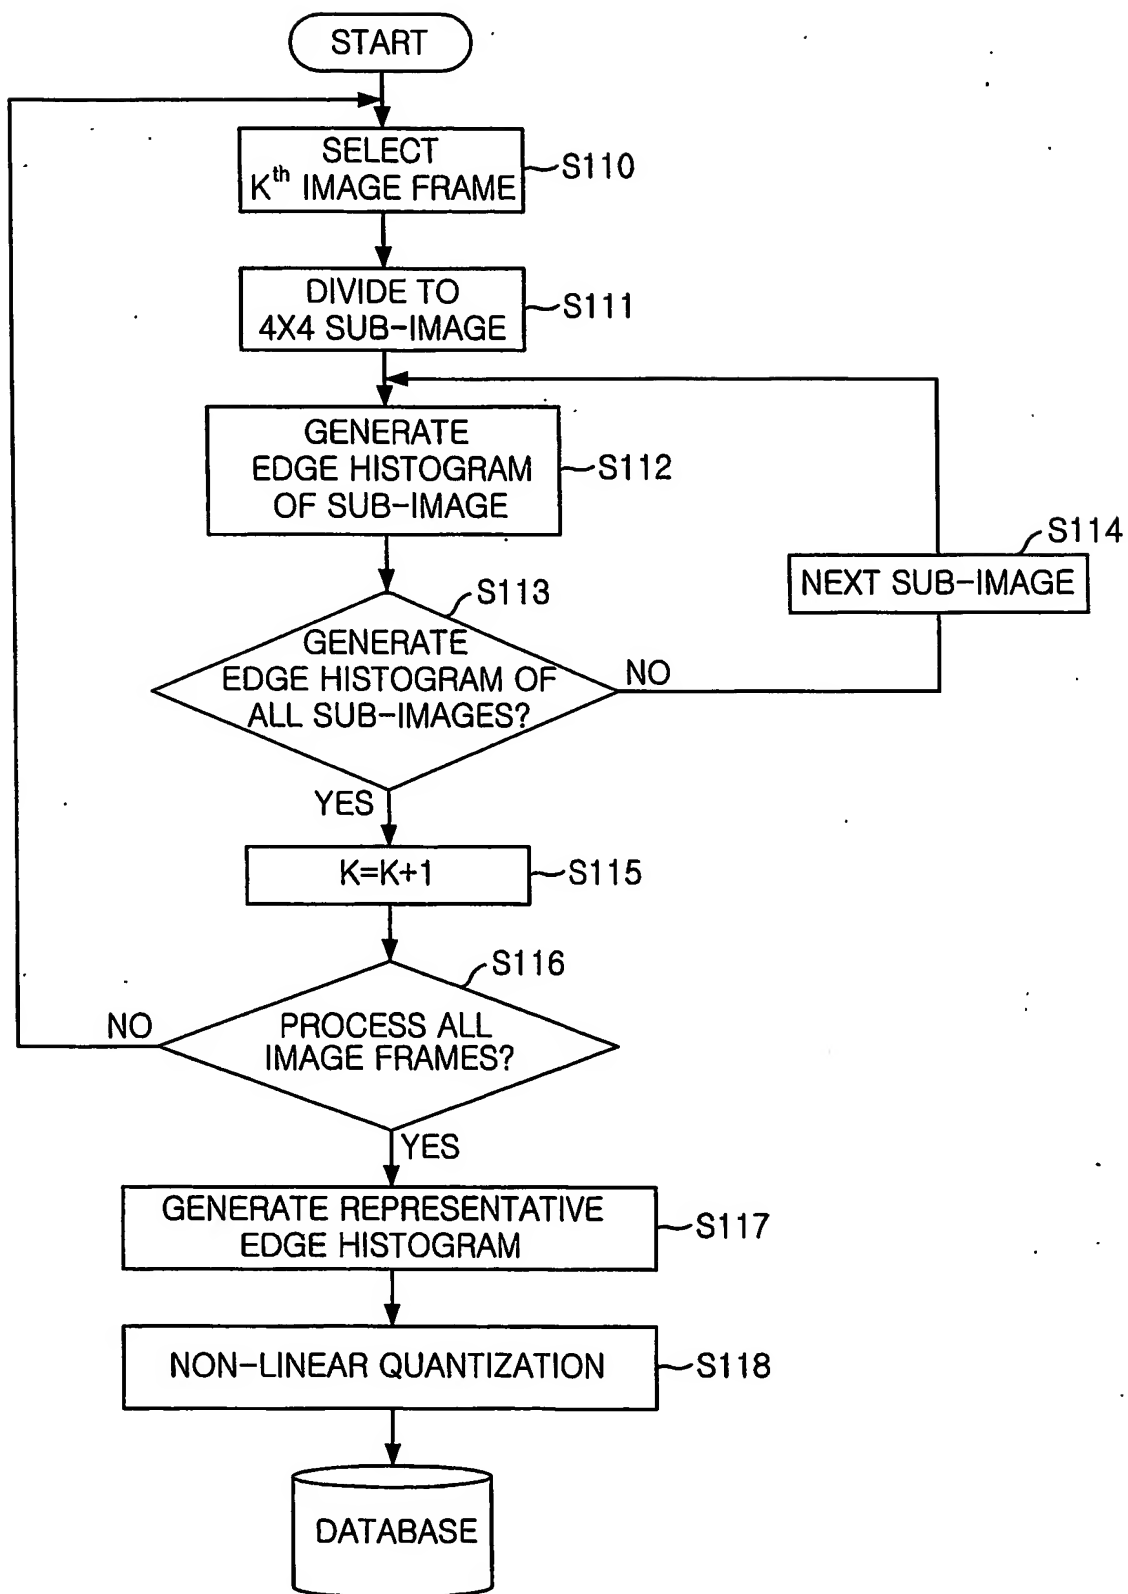 START
SELECT
Kth IMAGE FRAME
S110
DIVIDE TO
4X4 SUB-IMAGE
S111
GENERATE
EDGE HISTOGRAM
OF SUB-IMAGE
S112
S114
NEXT SUB-IMAGE
S113
GENERATE
EDGE HISTOGRAM OF
ALL SUB-IMAGES?
NO
YES
K=K+1
S115
S116
NO
PROCESS ALL
IMAGE FRAMES?
YES
GENERATE REPRESENTATIVE
EDGE HISTOGRAM
S117
NON-LINEAR QUANTIZATION
S118
DATABASE